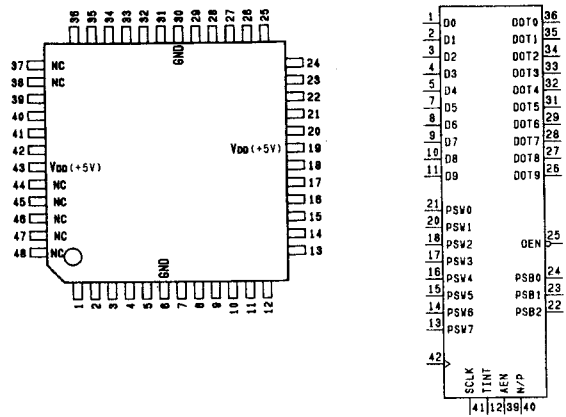 36 35 34 33 32 31 30 29 28 27 26 25
GND
37 NC 24
38 NC 23
39 22
40 21
41 20
42 VDD(+5V) 19
43 VDD(+5V) 18
44 NC 17
45 NC 16
46 NC 15
47 NC 14
48 NC 13
GND
1 2 3 4 5 6 7 8 9 10 11 12
1 D0 DOT0 36
2 D1 DOT1 35
3 D2 DOT2 34
4 D3 DOT3 33
5 D4 DOT4 32
7 D5 DOT5 31
8 D6 DOT6 29
9 D7 DOT7 28
10 D8 DOT8 27
11 D9 DOT9 26
21 PSW0
20 PSW1
18 PSW2 OEN 25
17 PSW3
16 PSW4 PSB0 24
15 PSW5 PSB1 23
14 PSW6 PSB2 22
13 PSW7
42
SCLK TINT AEN N/P
41 12 39 40